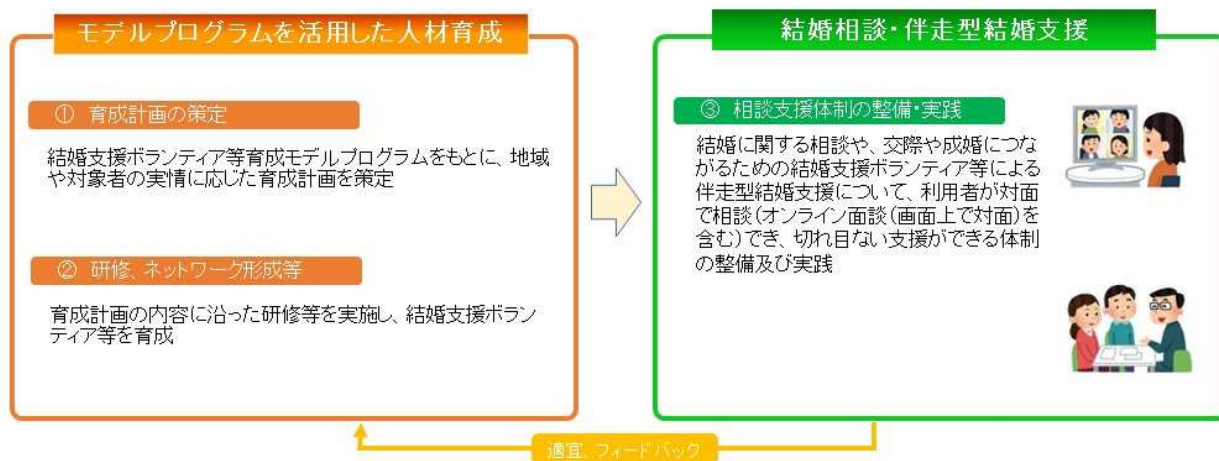 モデルプログラムを活用した人材育成
① 育成計画の策定
結婚支援ボランティア等育成モデルプログラムをもとに、地域
や対象者の実情に応じた育成計画を策定
② 研修、ネットワーク形成等
育成計画の内容に沿った研修等を実施し、結婚支援ボラン
ティア等を育成
結婚相談・伴走型結婚支援
③ 相談支援体制の整備・実践
結婚に関する相談や、交際や成婚につな
がるための結婚支援ボランティア等による
伴走型結婚支援について、利用者が対面
で相談（オンライン面談（画面上で対面）を
含む）でき、切れ目ない支援ができる体制
の整備及び実践
適宜、フィードバック